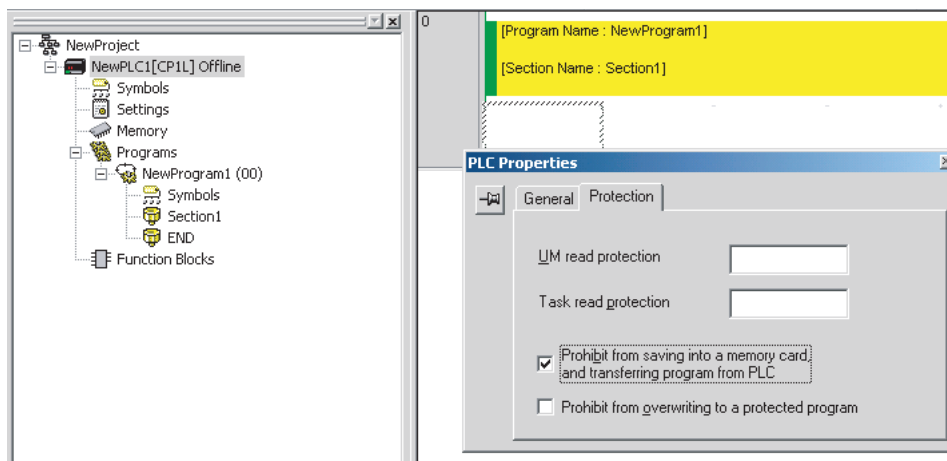 NewProject
NewPLC1[CP1L] Offline
Symbols
Settings
Memory
Programs
NewProgram1 (00)
Symbols
Section1
END
Function Blocks
0
[Program Name : NewProgram1]
[Section Name : Section1]
PLC Properties
General
Protection
UM read protection
Task read protection
Prohibit from saving into a memory card,
and transferring program from PLC
Prohibit from overwriting to a protected program